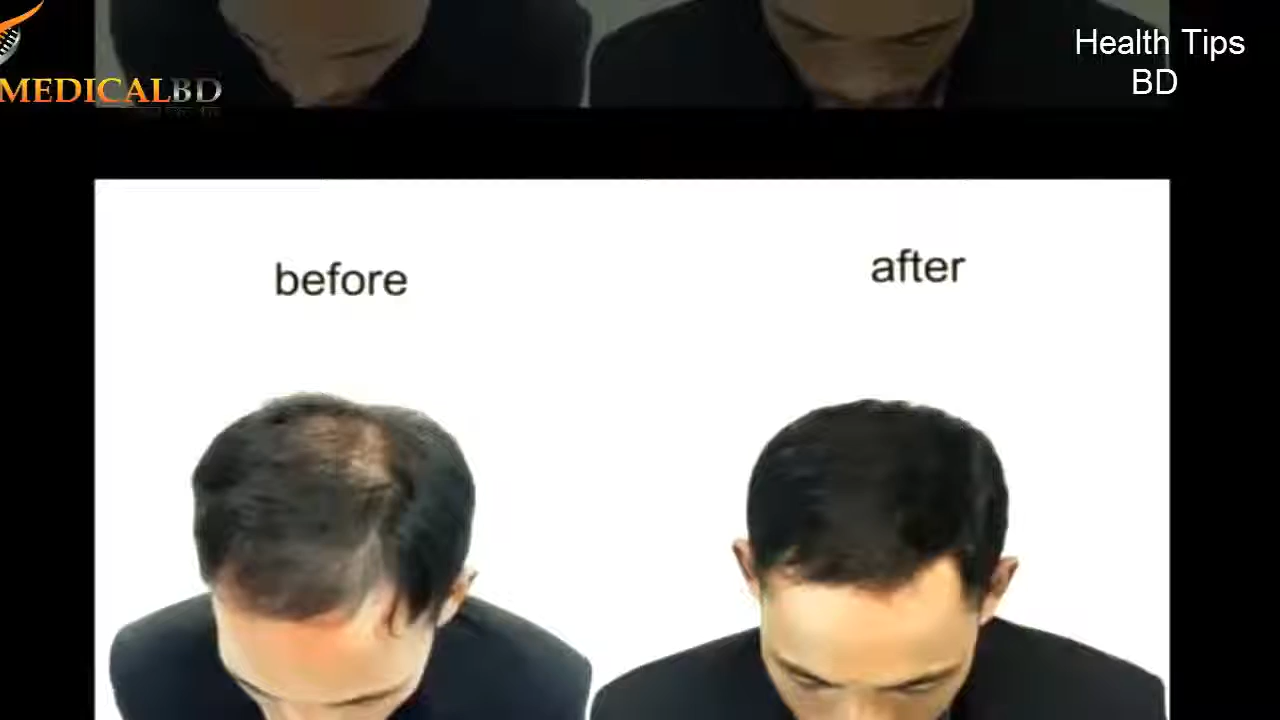 MEDICALBD
Health Tips
BD
before
after